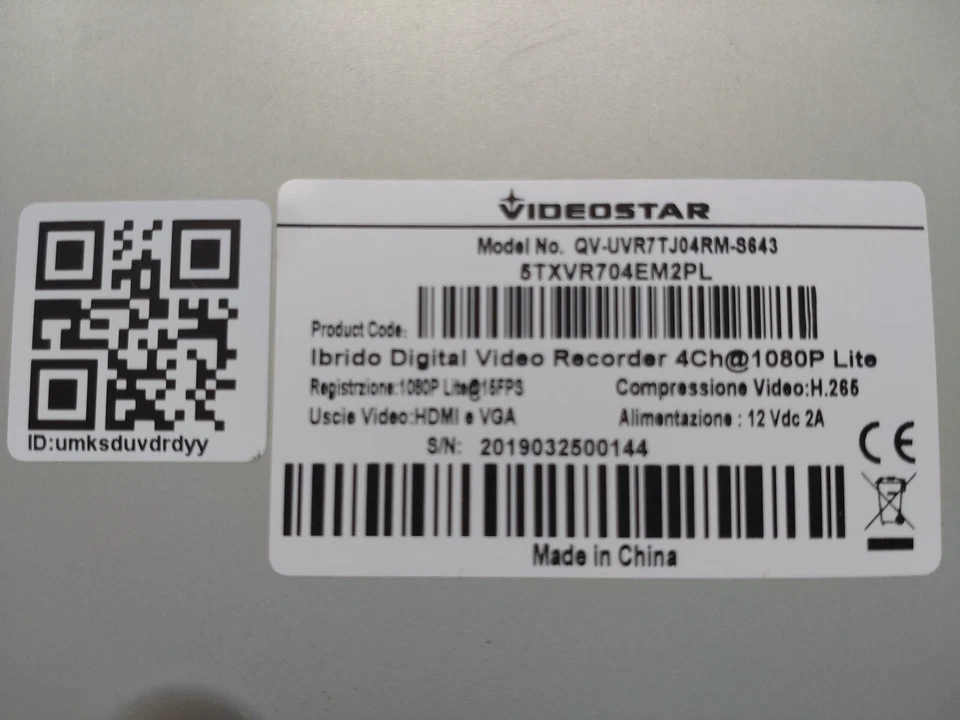 VIDEOSTAR
Model No. QV-UVR7TJ04RM-S643
5TXVR704EM2PL
Product Code:
Ibrido Digital Video Recorder 4Ch@1080P Lite
Registrzione:1080P Lite@15FPS Compressione Video:H.265
Uscie Video:HDMI e VGA Alimentazione : 12 Vdc 2A
S/N: 2019032500144
CE
Made in China
ID:umksduvdrdyy